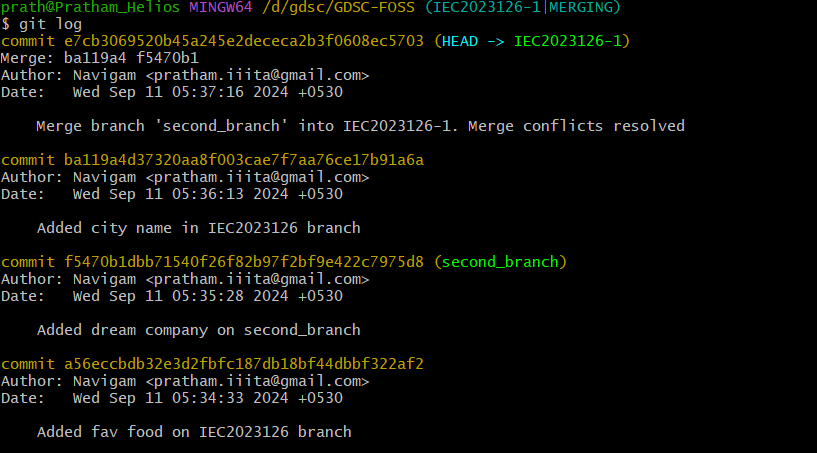 prath@Pratham_Helios MINGW64 /d/gdsc/GDSC-FOSS (IEC2023126-1|MERGING)
$ git log
commit e7cb3069520b45a245e2dececa2b3f0608ec5703 (HEAD -> IEC2023126-1)
Merge: ba119a4 f5470b1
Author: Navigam <pratham.iiita@gmail.com>
Date:   Wed Sep 11 05:37:16 2024 +0530
    Merge branch 'second_branch' into IEC2023126-1. Merge conflicts resolved
commit ba119a4d37320aa8f003cae7f7aa76ce17b91a6a
Author: Navigam <pratham.iiita@gmail.com>
Date:   Wed Sep 11 05:36:13 2024 +0530
    Added city name in IEC2023126 branch
commit f5470b1dbb71540f26f82b97f2bf9e422c7975d8 (second_branch)
Author: Navigam <pratham.iiita@gmail.com>
Date:   Wed Sep 11 05:35:28 2024 +0530
    Added dream company on second_branch
commit a56eccbdb32e3d2fbfc187db18bf44dbbf322af2
Author: Navigam <pratham.iiita@gmail.com>
Date:   Wed Sep 11 05:34:33 2024 +0530
    Added fav food on IEC2023126 branch